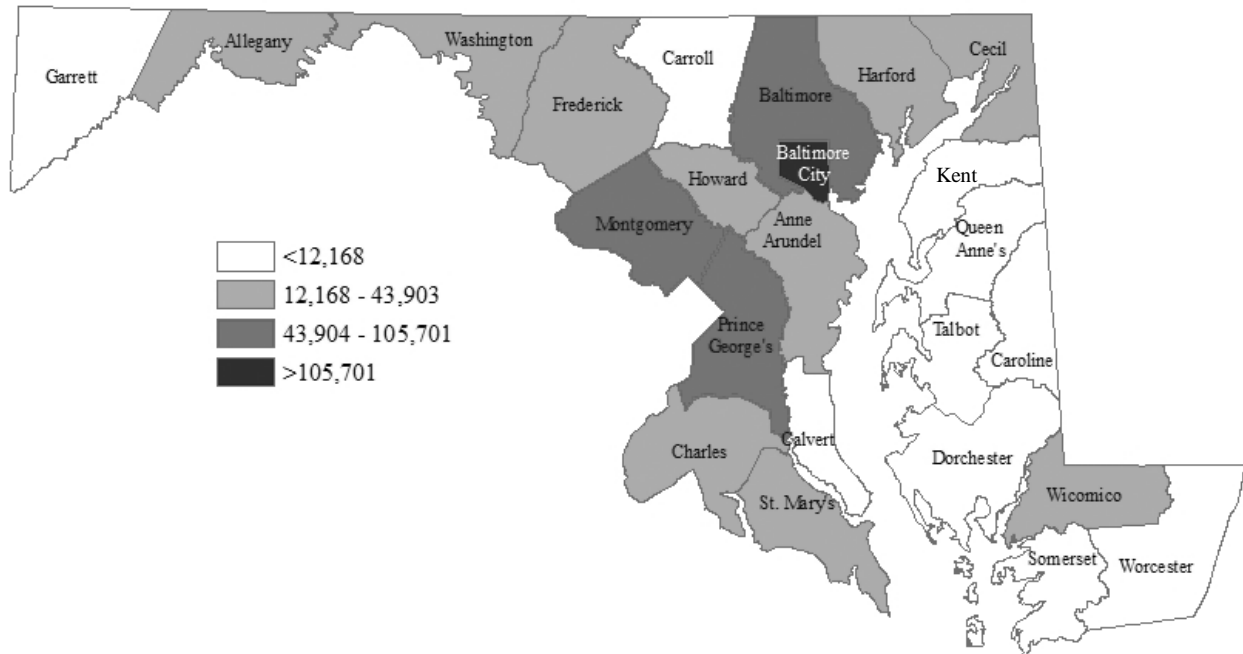 Garrett
Allegany
Washington
Frederick
Carroll
Baltimore
Harford
Cecil
Baltimore
City
Howard
Montgomery
Anne
Arundel
Kent
Queen
Anne's
Talbot
Caroline
Prince
George's
Charles
Calvert
St. Mary's
Dorchester
Wicomico
Somerset
Worcester
<12,168
12,168 - 43,903
43,904 - 105,701
>105,701